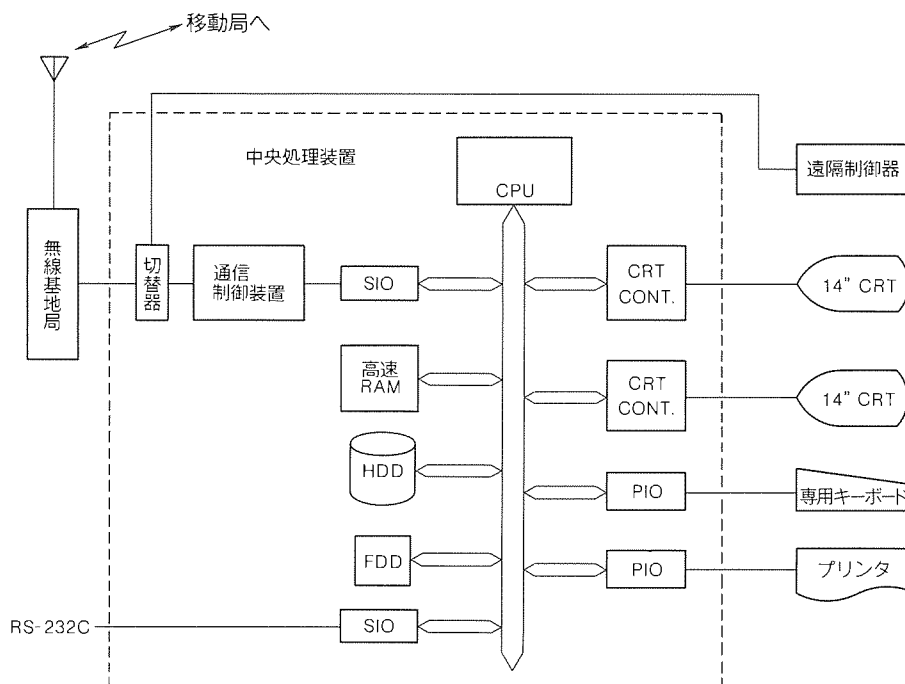 移動局へ
中央処理装置
CPU
遠隔制御器
無線基地局
切替器
通信
制御装置
SIO
CRT
CONT.
14" CRT
高速
RAM
CRT
CONT.
14" CRT
HDD
PIO
専用キーボード
FDD
PIO
プリンタ
RS-232C
SIO